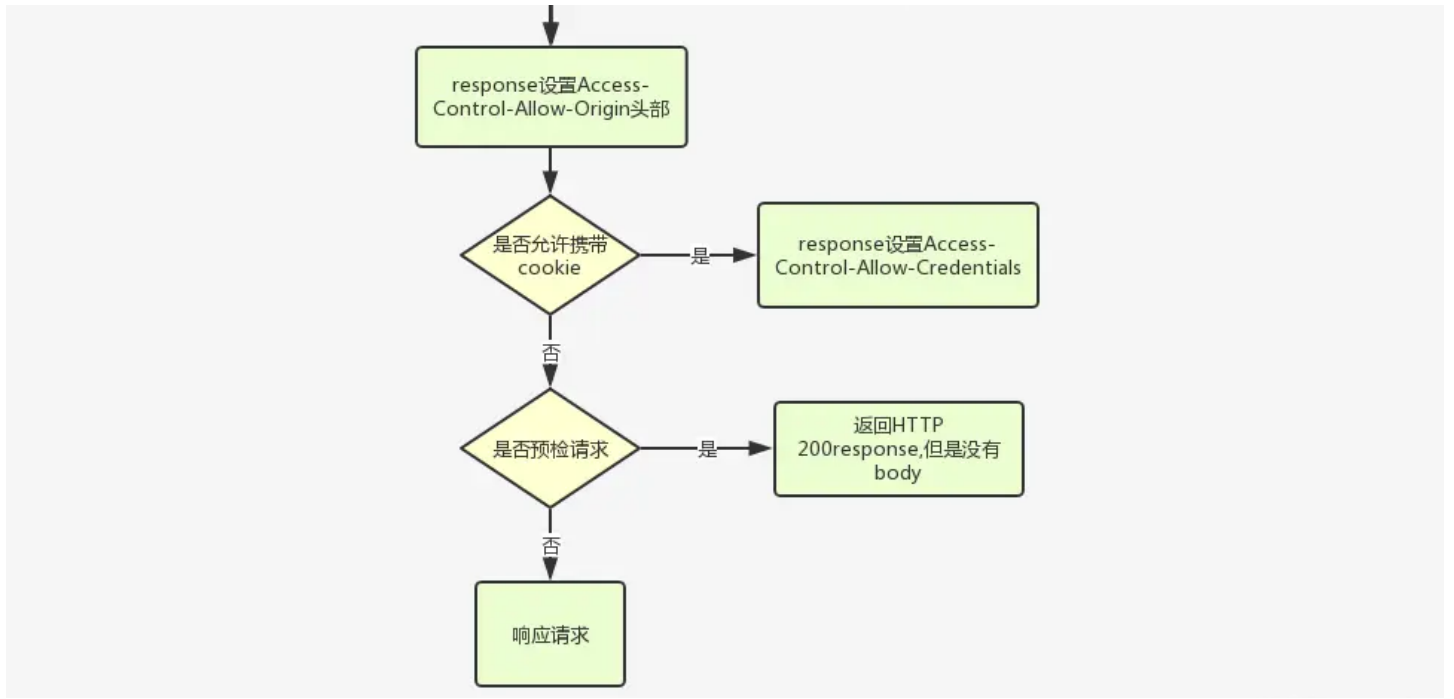 response设置Access-
Control-Allow-Origin头部
是否允许携带
cookie
是
response设置Access-
Control-Allow-Credentials
否
是否预检请求
是
返回HTTP
200response,但是没有
body
否
响应请求